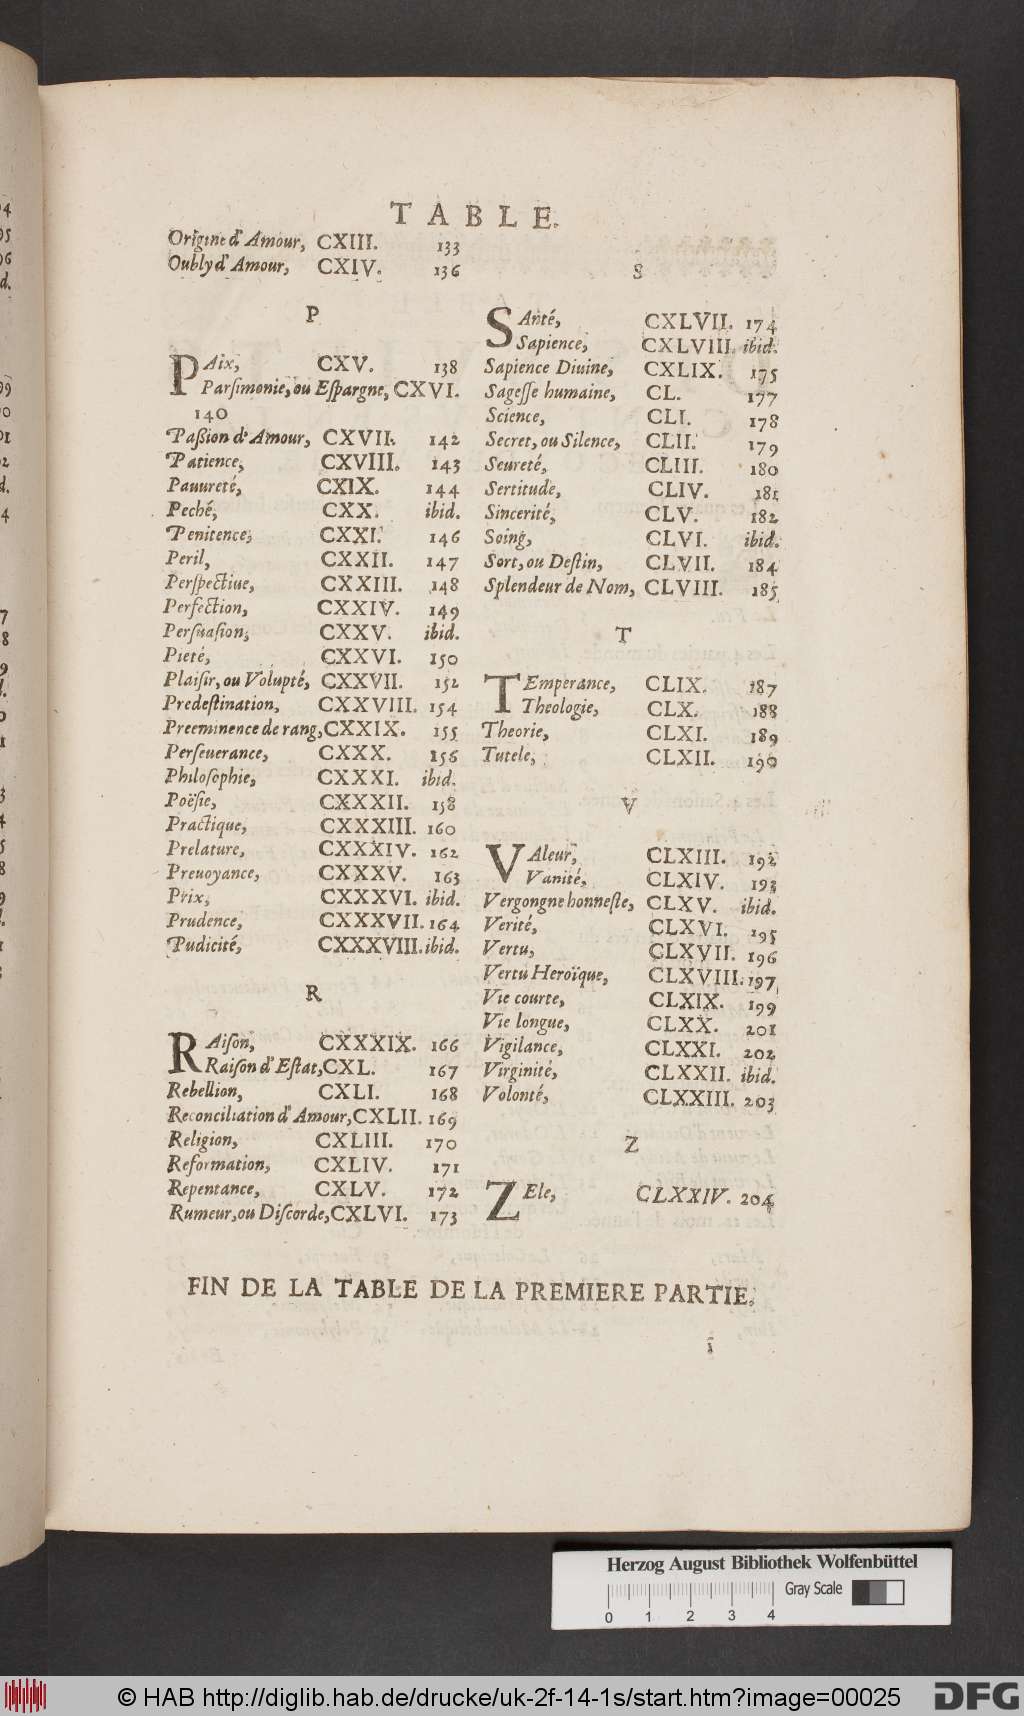 TABLE.
Origine d'Amour, CXIII. 133
Oubly d'Amour, CXIV. 136
P
PAix, CXV. 138
Parsimonie, ou Espargne, CXVI.
140
Passion d'Amour, CXVII. 142
Patience, CXVIII. 143
Pauureté, CXIX. 144
Peché, CXX. ibid.
Penitence, CXXI. 146
Peril, CXXII. 147
Perspectiue, CXXIII. 148
Perfection, CXXIV. 149
Persuasion, CXXV. ibid.
Pieté, CXXVI. 150
Plaisir, ou Volupté, CXXVII. 152
Predestination, CXXVIII. 154
Preeminence de rang, CXXIX. 155
Perseuerance, CXXX. 156
Philosophie, CXXXI. ibid.
Poësie, CXXXII. 158
Practique, CXXXIII. 160
Prelature, CXXXIV. 162
Preuoyance, CXXXV. 163
Prix, CXXXVI. ibid.
Prudence, CXXXVII. 164
Pudicité, CXXXVIII. ibid.
R
RAison, CXXXIX. 166
Raison d'Estat, CXL. 167
Rebellion, CXLI. 168
Reconciliation d'Amour, CXLII. 169
Religion, CXLIII. 170
Reformation, CXLIV. 171
Repentance, CXLV. 172
Rumeur, ou Discorde, CXLVI. 173
S
SAnté, CXLVII. 174
Sapience, CXLVIII. ibid.
Sapience Diuine, CXLIX. 175
Sagesse humaine, CL. 177
Science, CLI. 178
Secret, ou Silence, CLII. 179
Seureté, CLIII. 180
Sertitude, CLIV. 181
Sincerité, CLV. 182
Soing, CLVI. ibid.
Sort, ou Destin, CLVII. 184
Splendeur de Nom, CLVIII. 185
T
TEmperance, CLIX. 187
Theologie, CLX. 188
Theorie, CLXI. 189
Tutele, CLXII. 190
V
VAleur, CLXIII. 192
Vanité, CLXIV. 193
Vergongne honneste, CLXV. ibid.
Verité, CLXVI. 195
Vertu, CLXVII. 196
Vertu Heroïque, CLXVIII. 197
Vie courte, CLXIX. 199
Vie longue, CLXX. 201
Vigilance, CLXXI. 202
Virginité, CLXXII. ibid.
Volonté, CLXXIII. 203
Z
ZEle, CLXXIV. 204
FIN DE LA TABLE DE LA PREMIERE PARTIE.
i
Herzog August Bibliothek Wolfenbüttel
Gray Scale
0 1 2 3 4
© HAB http://diglib.hab.de/drucke/uk-2f-14-1s/start.htm?image=00025
DFG